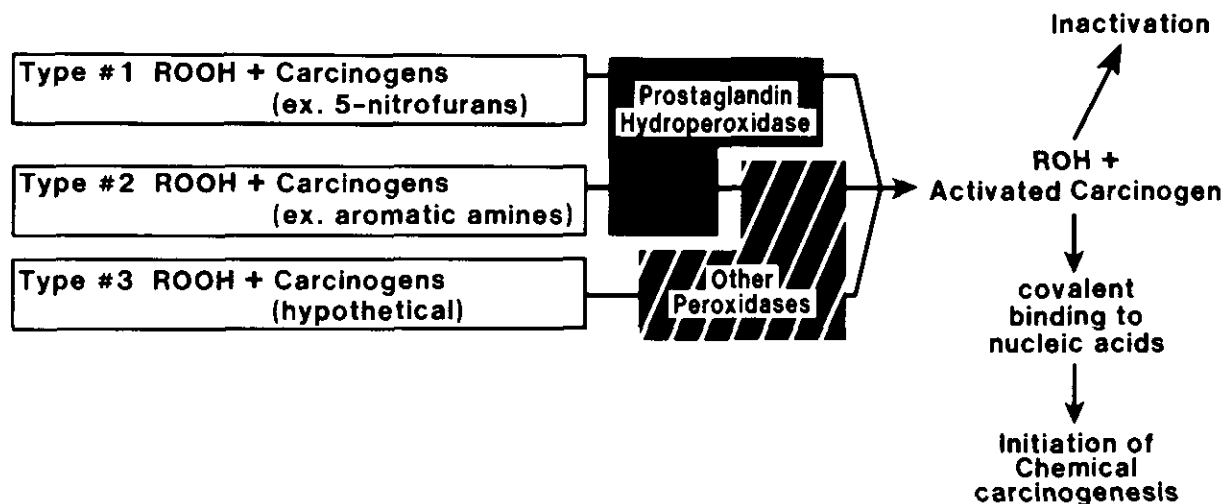 Type #1 ROOH + Carcinogens
(ex. 5-nitrofurans)
Type #2 ROOH + Carcinogens
(ex. aromatic amines)
Type #3 ROOH + Carcinogens
(hypothetical)
Prostaglandin
Hydroperoxidase
Other
Peroxidases
Inactivation
ROH +
Activated Carcinogen
covalent
binding to
nucleic acids
Initiation of
Chemical
carcinogenesis